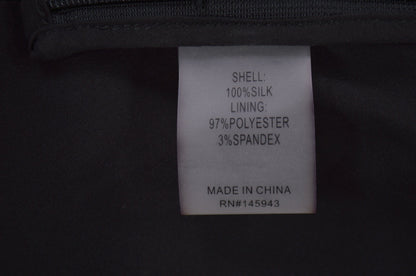 SHELL:
100%SILK
LINING:
97%POLYESTER
3%SPANDEX
MADE IN CHINA
RN#145943